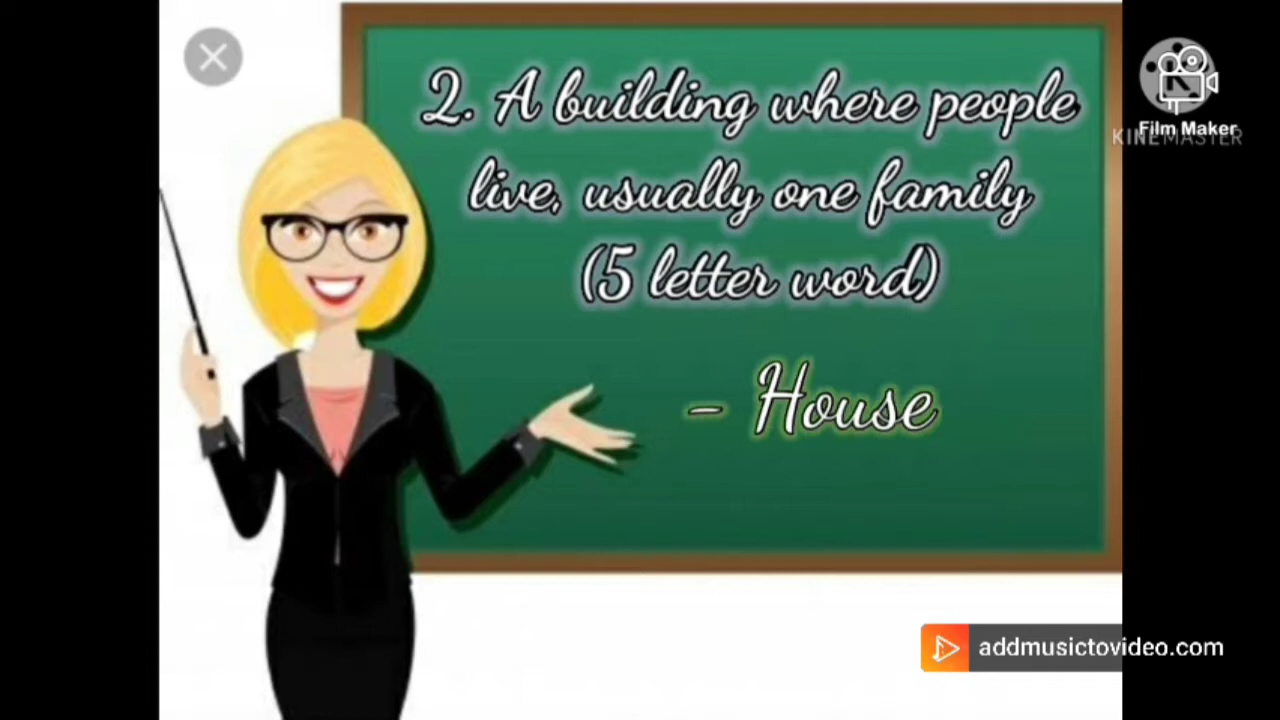 2. A building where people
live, usually one family
(5 letter word)
- House
Film Maker
KINEMASTER
addmusictovideo.com